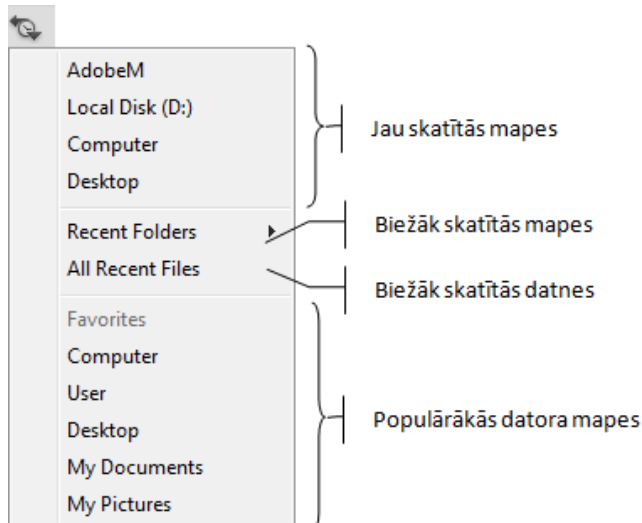 AdobeM
Local Disk (D:)
Computer
Desktop
Jau skatītās mapes
Recent Folders
Biežāk skatītās mapes
All Recent Files
Biežāk skatītās datnes
Favorites
Computer
User
Desktop
My Documents
My Pictures
Populārākās datora mapes